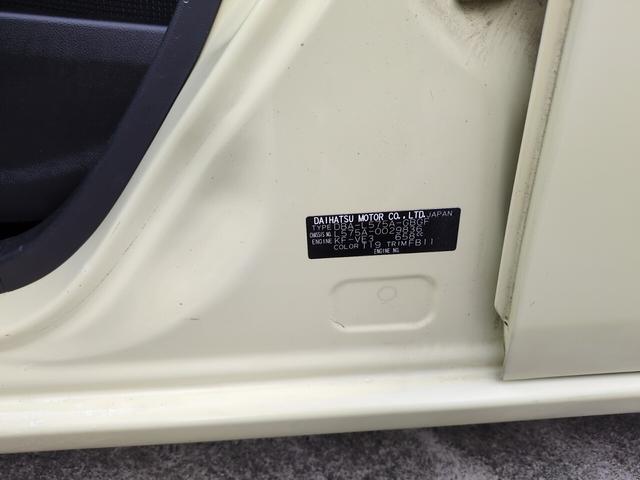 DAIHATSU MOTOR CO., LTD. JAPAN
TYPE DBA-L575A-GBGF
CHASSIS NO. L575A-0029836
ENGINE KF-VE3 658cc
COLOR T19 TRIM FB11
ENGINE NO.